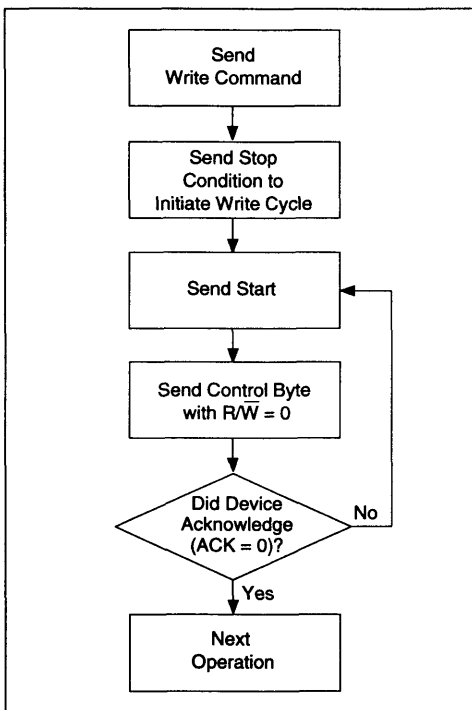 Send
Write Command
Send Stop
Condition to
Initiate Write Cycle
Send Start
Send Control Byte
with R/W̅ = 0
Did Device
Acknowledge
(ACK = 0)?
No
Yes
Next
Operation